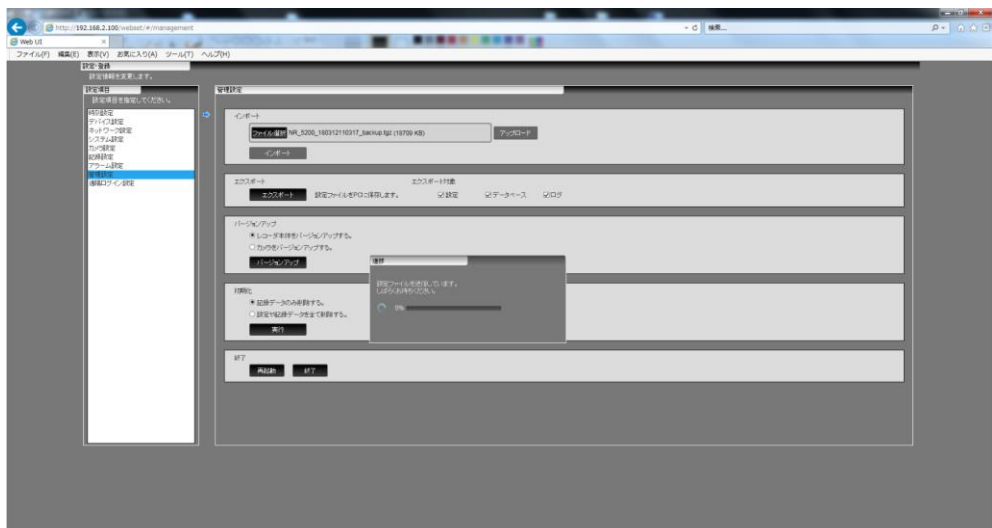 http://192.168.2.100/webset/#/management
検索...
Web UI
ファイル(F) 編集(E) 表示(V) お気に入り(A) ツール(T) ヘルプ(H)
設定・登録
設定情報を変更します。
設定項目
設定項目を指定してください。
時刻設定
デバイス設定
ネットワーク設定
システム設定
カメラ設定
記録設定
アラーム設定
管理設定
遠隔ログイン設定
管理設定
インポート
ファイル選択 NR_5200_180312110317_backup.tgz (18709 KB) アップロード
インポート
エクスポート エクスポート対象
エクスポート 設定ファイルをPCに保存します。 設定 データベース ログ
バージョンアップ
レコーダ本体をバージョンアップする。
カメラをバージョンアップする。
バージョンアップ
進捗
設定ファイルを送信しています。
しばらくお待ちください。
0%
初期化
記録データのみ削除する。
設定や記録データを全て削除する。
実行
終了
再起動 終了